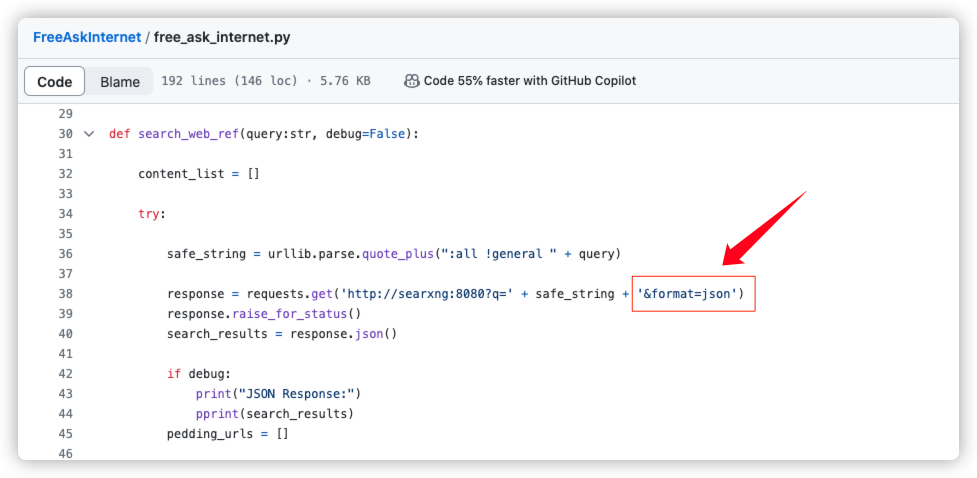 FreeAskInternet / free_ask_internet.py
Code Blame 192 lines (146 loc) · 5.76 KB Code 55% faster with GitHub Copilot
29
30 def search_web_ref(query:str, debug=False):
31
32 content_list = []
33
34 try:
35
36 safe_string = urllib.parse.quote_plus(":all !general " + query)
37
38 response = requests.get('http://searxng:8080?q=' + safe_string + '&format=json')
39 response.raise_for_status()
40 search_results = response.json()
41
42 if debug:
43 print("JSON Response:")
44 pprint(search_results)
45 pedding_urls = []
46